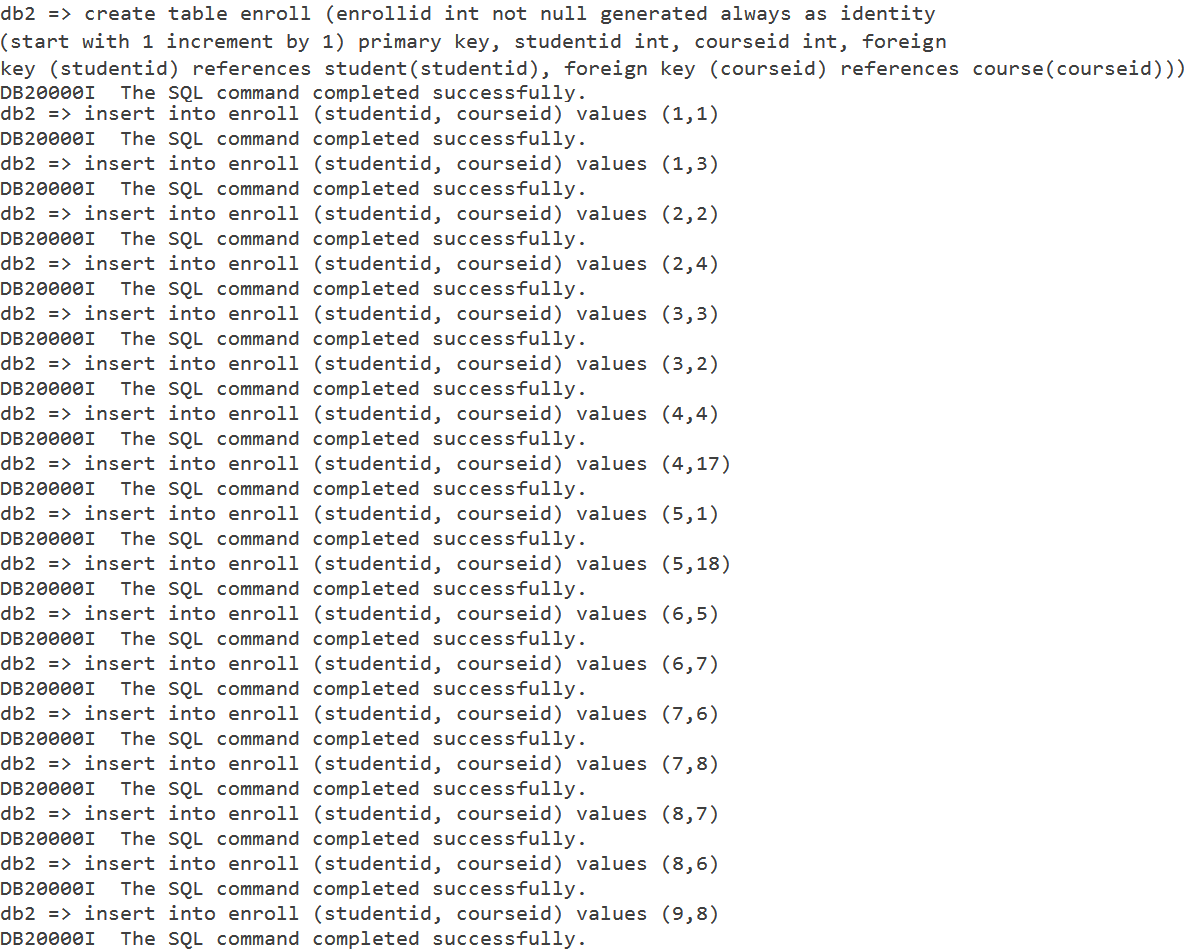 db2 => create table enroll (enrollid int not null generated always as identity
(start with 1 increment by 1) primary key, studentid int, courseid int, foreign
key (studentid) references student(studentid), foreign key (courseid) references course(courseid)))
DB20000I  The SQL command completed successfully.
db2 => insert into enroll (studentid, courseid) values (1,1)
DB20000I  The SQL command completed successfully.
db2 => insert into enroll (studentid, courseid) values (1,3)
DB20000I  The SQL command completed successfully.
db2 => insert into enroll (studentid, courseid) values (2,2)
DB20000I  The SQL command completed successfully.
db2 => insert into enroll (studentid, courseid) values (2,4)
DB20000I  The SQL command completed successfully.
db2 => insert into enroll (studentid, courseid) values (3,3)
DB20000I  The SQL command completed successfully.
db2 => insert into enroll (studentid, courseid) values (3,2)
DB20000I  The SQL command completed successfully.
db2 => insert into enroll (studentid, courseid) values (4,4)
DB20000I  The SQL command completed successfully.
db2 => insert into enroll (studentid, courseid) values (4,17)
DB20000I  The SQL command completed successfully.
db2 => insert into enroll (studentid, courseid) values (5,1)
DB20000I  The SQL command completed successfully.
db2 => insert into enroll (studentid, courseid) values (5,18)
DB20000I  The SQL command completed successfully.
db2 => insert into enroll (studentid, courseid) values (6,5)
DB20000I  The SQL command completed successfully.
db2 => insert into enroll (studentid, courseid) values (6,7)
DB20000I  The SQL command completed successfully.
db2 => insert into enroll (studentid, courseid) values (7,6)
DB20000I  The SQL command completed successfully.
db2 => insert into enroll (studentid, courseid) values (7,8)
DB20000I  The SQL command completed successfully.
db2 => insert into enroll (studentid, courseid) values (8,7)
DB20000I  The SQL command completed successfully.
db2 => insert into enroll (studentid, courseid) values (8,6)
DB20000I  The SQL command completed successfully.
db2 => insert into enroll (studentid, courseid) values (9,8)
DB20000I  The SQL command completed successfully.